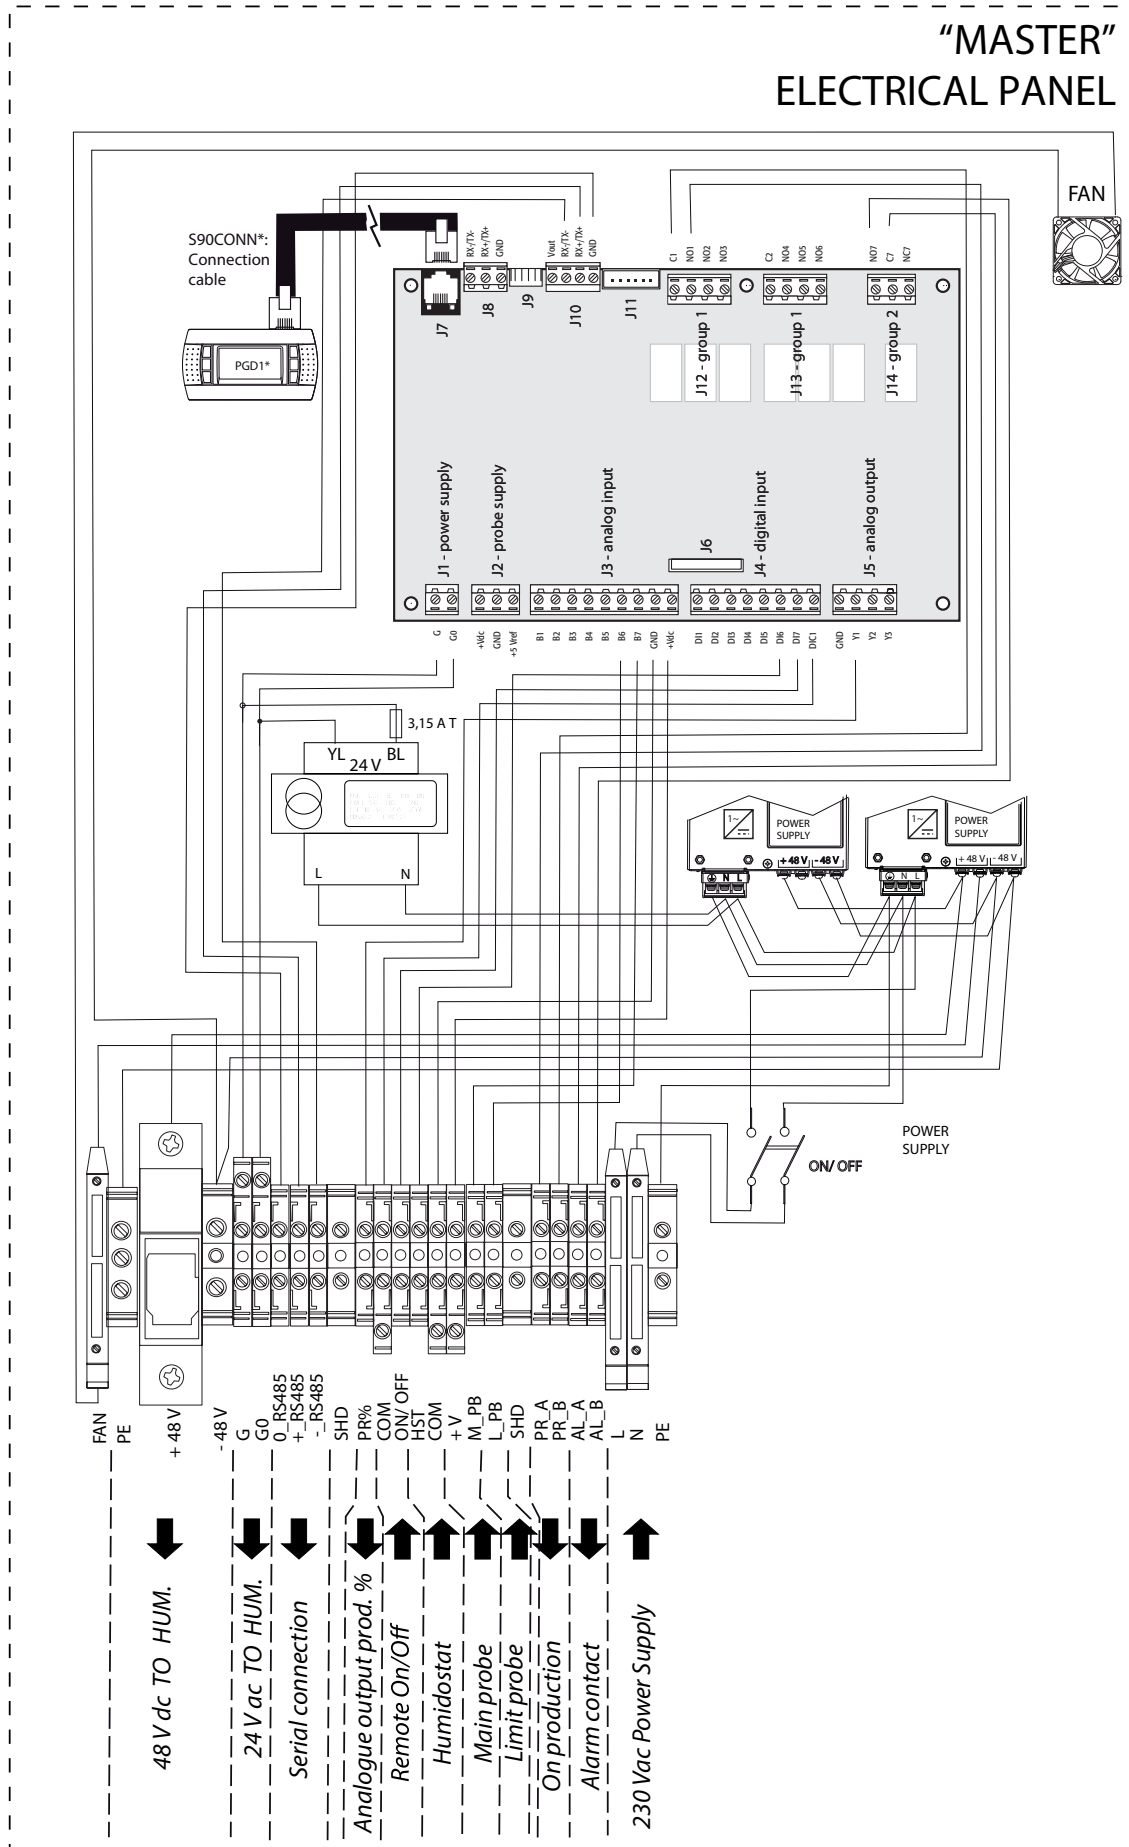 “MASTER”
ELECTRICAL PANEL
FAN
S90CONN*:
Connection
cable
PGD1*
RX-/TX-
RX+/TX+
GND
Vout
RX-/TX-
RX+/TX+
GND
C1
NO1
NO2
NO3
C2
NO4
NO5
NO6
NO7
C7
NC7
J7
J8
J9
J10
J11
J12 - group 1
J13 - group 1
J14 - group 2
J1 - power supply
J2 - probe supply
J3 - analog input
J6
J4 - digital input
J5 - analog output
G
G0
+Vdc
GND
+5 Vref
B1
B2
B3
B4
B5
B6
B7
GND
+Vdc
DI1
DI2
DI3
DI4
DI5
DI6
DI7
DIC1
GND
Y1
Y2
Y3
3,15 A T
YL
BL
24 V
L
N
1~
POWER
SUPPLY
+ 48 V
- 48 V
N
L
1~
POWER
SUPPLY
+ 48 V
- 48 V
N
L
ON/ OFF
POWER
SUPPLY
FAN
PE
+ 48 V
- 48 V
G
G0
0_RS485
+_RS485
-_RS485
SHD
PR%
COM
ON/ OFF
HST
COM
+ V
M_PB
L_PB
SHD
PR_A
PR_B
AL_A
AL_B
L
N
PE
48 V dc TO HUM.
24 V ac TO HUM.
Serial connection
Analogue output prod. %
Remote On/Off
Humidostat
Main probe
Limit probe
On production
Alarm contact
230 Vac Power Supply